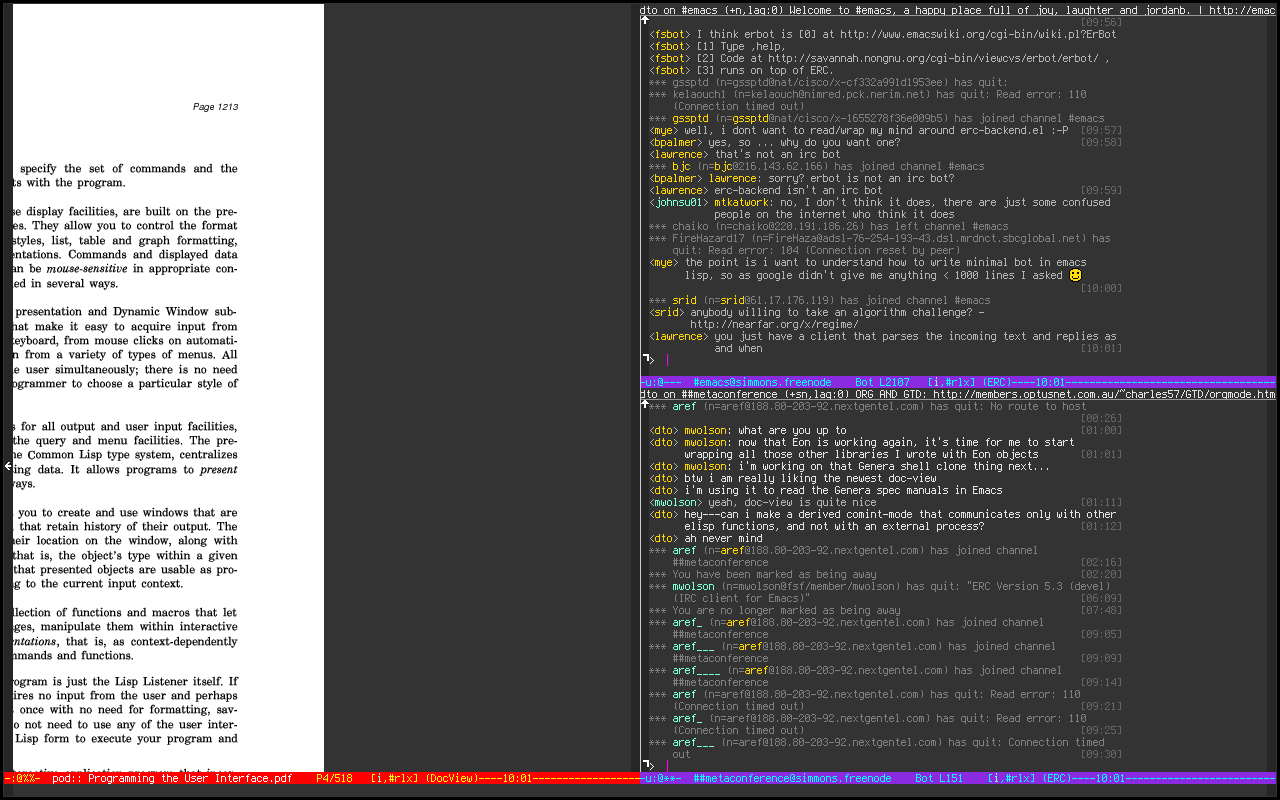 Page 1213
specify the set of commands and the
ts with the program.
se display facilities, are built on the pre-
es. They allow you to control the format
styles, list, table and graph formatting,
entations. Commands and displayed data
an be mouse-sensitive in appropriate con-
led in several ways.
presentation and Dynamic Window sub-
hat make it easy to acquire input from
keyboard, from mouse clicks on automati-
n from a variety of types of menus. All
e user simultaneously; there is no need
ogrammer to choose a particular style of
s for all output and user input facilities,
the query and menu facilities. The pre-
he Common Lisp type system, centralizes
ing data. It allows programs to present
ways.
you to create and use windows that are
that retain history of their output. The
heir location on the window, along with
that is, the object's type within a given
that presented objects are usable as pro-
g to the current input context.
llection of functions and macros that let
ges, manipulate them within interactive
entations, that is, as context-dependently
mmands and functions.
rogram is just the Lisp Listener itself. If
ires no input from the user and perhaps
once with no need for formatting, sav-
o not need to use any of the user inter-
Lisp form to execute your program and
-:@%%-  pod:: Programming the User Interface.pdf    P4/518   [i,#rlx] (DocView)----10:01----
dto on #emacs (+n,lag:0) Welcome to #emacs, a happy place full of joy, laughter and jordanb. | http://emac
[09:56]
<fsbot> I think erbot is [0] at http://www.emacswiki.org/cgi-bin/wiki.pl?ErBot
<fsbot> [1] Type ,help,
<fsbot> [2] Code at http://savannah.nongnu.org/cgi-bin/viewcvs/erbot/erbot/ ,
<fsbot> [3] runs on top of ERC.
*** gssptd (n=gssptd@nat/cisco/x-cf332a991d1953ee) has quit:
*** kelaouch1 (n=kelaouch@nimred.pck.nerim.net) has quit: Read error: 110
(Connection timed out)
*** gssptd (n=gssptd@nat/cisco/x-1655278f36e009b5) has joined channel #emacs
<mye> well, i dont want to read/wrap my mind around erc-backend.el :-P [09:57]
<bpalmer> yes, so ... why do you want one? [09:58]
<lawrence> that's not an irc bot
*** bjc (n=bjc@216.143.62.166) has joined channel #emacs
<bpalmer> lawrence: sorry? erbot is not an irc bot?
<lawrence> erc-backend isn't an irc bot [09:59]
<johnsu01> mtkatwork: no, I don't think it does, there are just some confused
people on the internet who think it does
*** chaiko (n=chaiko@220.191.186.26) has left channel #emacs
*** FireHazard17 (n=FireHaza@adsl-76-254-193-43.dsl.mrdnct.sbcglobal.net) has
quit: Read error: 104 (Connection reset by peer)
<mye> the point is i want to understand how to write minimal bot in emacs
lisp, so as google didn't give me anything < 1000 lines I asked
[10:00]
*** srid (n=srid@61.17.176.119) has joined channel #emacs
<srid> anybody willing to take an algorithm challenge? -
http://nearfar.org/x/regime/
<lawrence> you just have a client that parses the incoming text and replies as
and when [10:01]
>
-u:@---  #emacs@simmons.freenode    Bot L2107   [i,#rlx] (ERC)----10:01----
dto on ##metaconference (+sn,lag:0) ORG AND GTD: http://members.optusnet.com.au/~charles57/GTD/orgmode.htm
*** aref (n=aref@188.80-203-92.nextgentel.com) has quit: No route to host
[00:26]
<dto> mwolson: what are you up to [01:00]
<dto> mwolson: now that Eon is working again, it's time for me to start
wrapping all those other libraries I wrote with Eon objects [01:01]
<dto> mwolson: i'm working on that Genera shell clone thing next...
<dto> btw i am really liking the newest doc-view
<dto> i'm using it to read the Genera spec manuals in Emacs
<mwolson> yeah, doc-view is quite nice [01:11]
<dto> hey---can i make a derived comint-mode that communicates only with other
elisp functions, and not with an external process? [01:12]
<dto> ah never mind
*** aref (n=aref@188.80-203-92.nextgentel.com) has joined channel
##metaconference [02:16]
*** You have been marked as being away [02:20]
*** mwolson (n=mwolson@fsf/member/mwolson) has quit: "ERC Version 5.3 (devel)
(IRC client for Emacs)" [06:09]
*** You are no longer marked as being away [07:48]
*** aref_ (n=aref@188.80-203-92.nextgentel.com) has joined channel
##metaconference [09:05]
*** aref___ (n=aref@188.80-203-92.nextgentel.com) has joined channel
##metaconference [09:09]
*** aref____ (n=aref@188.80-203-92.nextgentel.com) has joined channel
##metaconference [09:14]
*** aref (n=aref@188.80-203-92.nextgentel.com) has quit: Read error: 110
(Connection timed out) [09:21]
*** aref_ (n=aref@188.80-203-92.nextgentel.com) has quit: Read error: 110
(Connection timed out) [09:25]
*** aref___ (n=aref@188.80-203-92.nextgentel.com) has quit: Connection timed
out [09:30]
-u:@**-  ##metaconference@simmons.freenode    Bot L151    [i,#rlx] (ERC)----10:01----